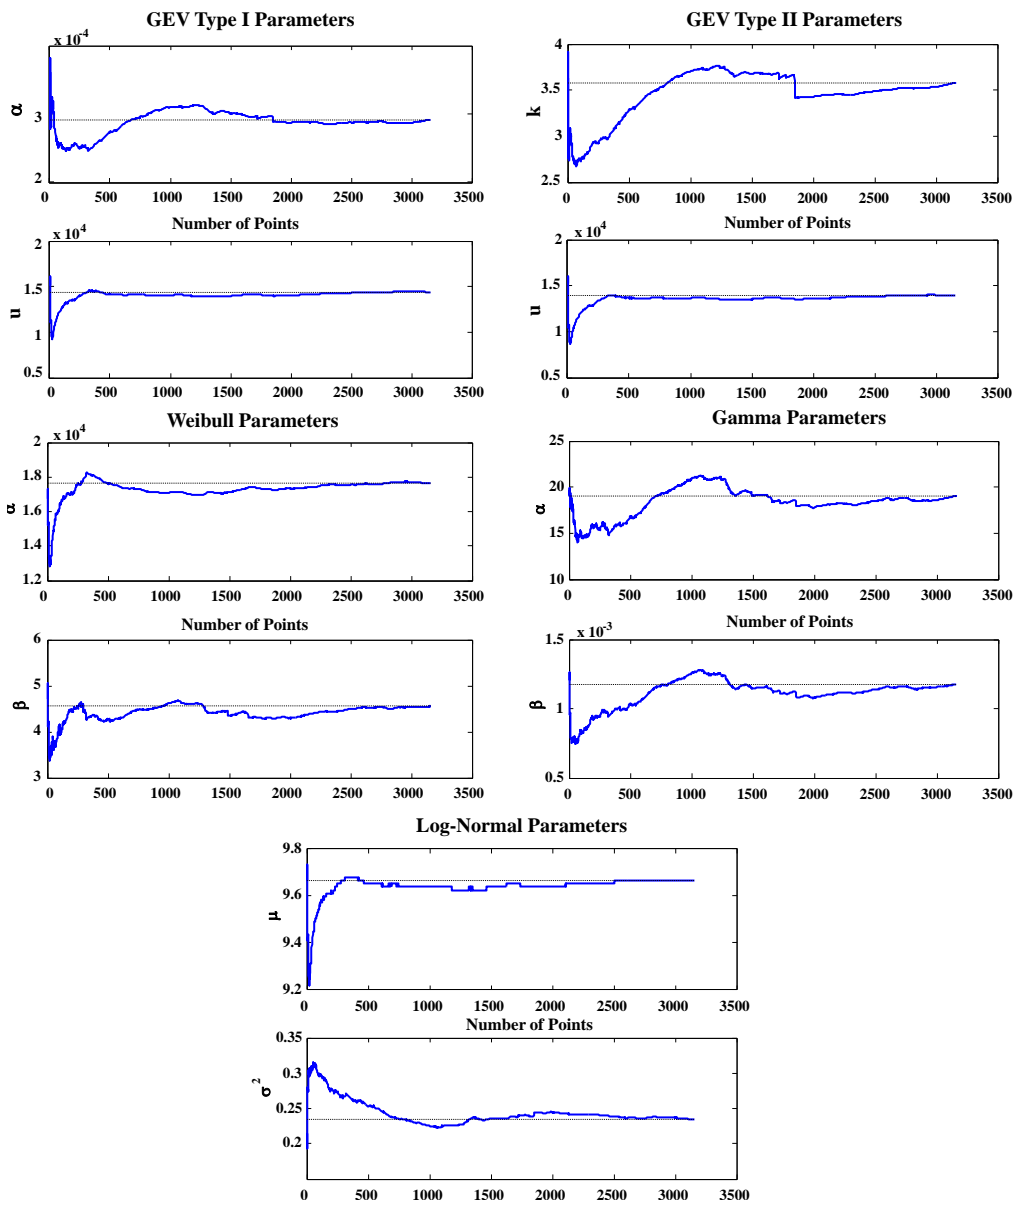 GEV Type I Parameters
x 10-4
α
3
2
0 500 1000 1500 2000 2500 3000 3500
Number of Points
x 10^4
u
2
1.5
1
0.5
0 500 1000 1500 2000 2500 3000 3500
GEV Type II Parameters
k
4
3.5
3
2.5
0 500 1000 1500 2000 2500 3000 3500
Number of Points
x 10^4
u
2
1.5
1
0.5
0 500 1000 1500 2000 2500 3000 3500
Weibull Parameters
x 10^4
α
2
1.8
1.6
1.4
1.2
0 500 1000 1500 2000 2500 3000 3500
Number of Points
β
6
5
4
3
0 500 1000 1500 2000 2500 3000 3500
Gamma Parameters
α
25
20
15
10
0 500 1000 1500 2000 2500 3000 3500
Number of Points
x 10-3
β
1.5
1
0.5
0 500 1000 1500 2000 2500 3000 3500
Log-Normal Parameters
μ
9.8
9.6
9.4
9.2
0 500 1000 1500 2000 2500 3000 3500
Number of Points
σ2
0.35
0.3
0.25
0.2
0 500 1000 1500 2000 2500 3000 3500